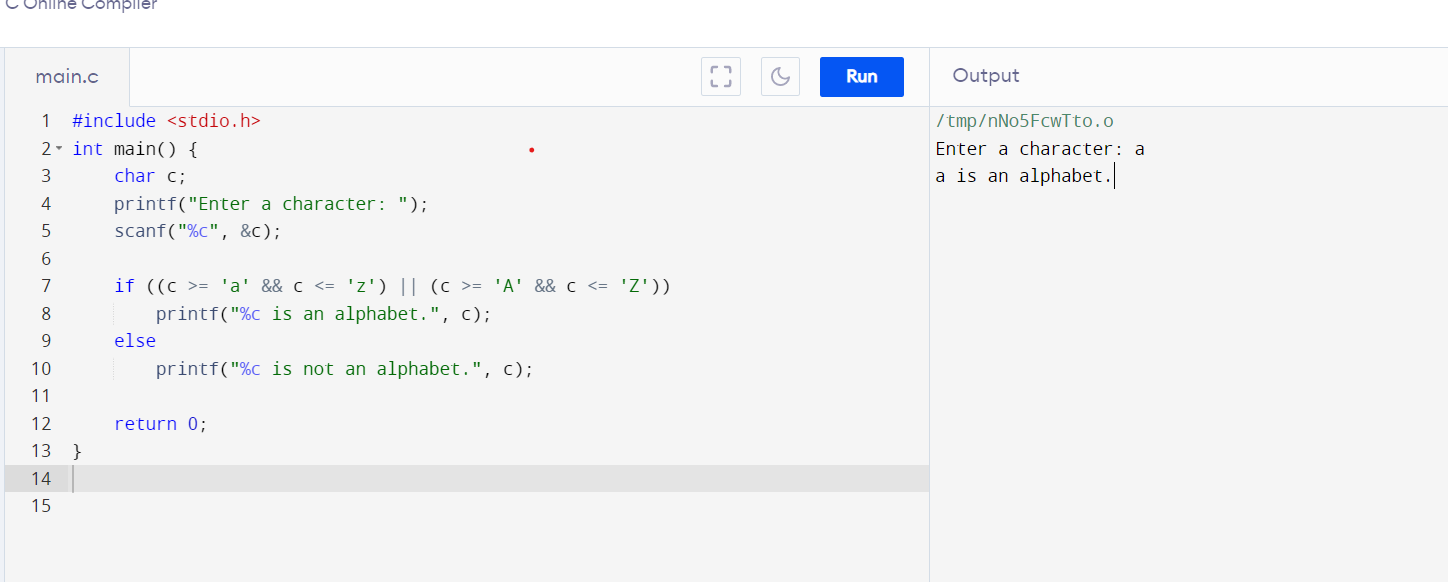 C Online Compiler
main.c
Run
Output
1 #include <stdio.h>
2 int main() {
3     char c;
4     printf("Enter a character: ");
5     scanf("%c", &c);
6
7     if ((c >= 'a' && c <= 'z') || (c >= 'A' && c <= 'Z'))
8         printf("%c is an alphabet.", c);
9     else
10         printf("%c is not an alphabet.", c);
11
12     return 0;
13 }
14
15
/tmp/nNo5FcwTto.o
Enter a character: a
a is an alphabet.